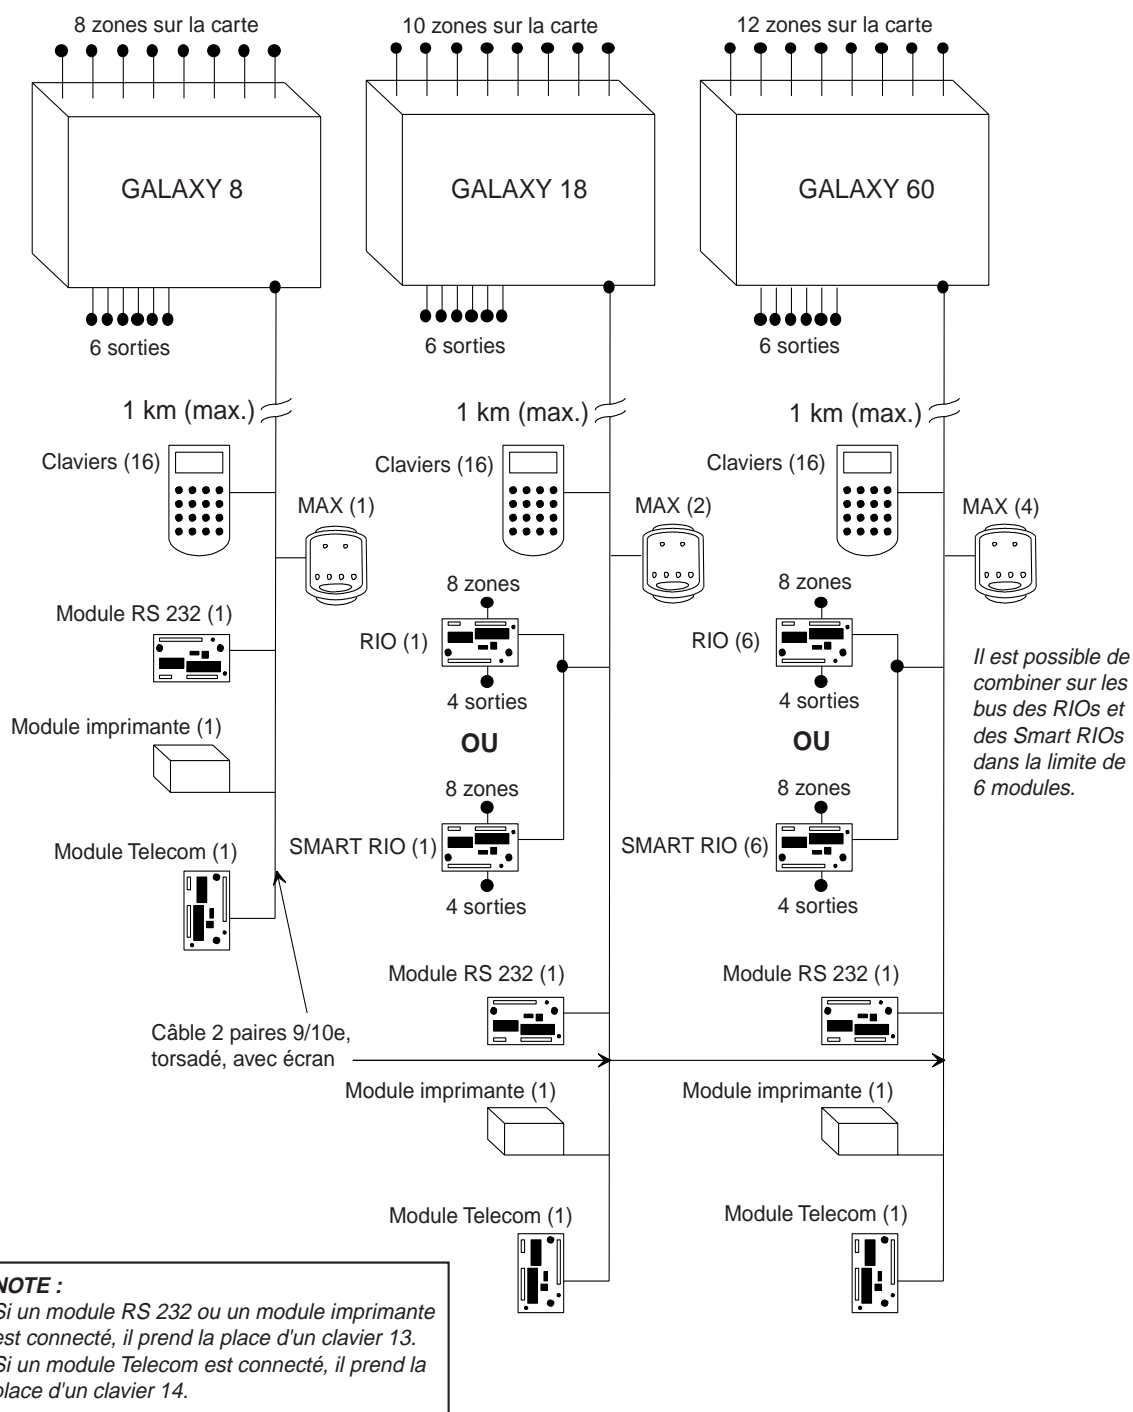 8 zones sur la carte
10 zones sur la carte
12 zones sur la carte
GALAXY 8
GALAXY 18
GALAXY 60
6 sorties
6 sorties
6 sorties
1 km (max.)
1 km (max.)
1 km (max.)
Claviers (16)
Claviers (16)
Claviers (16)
MAX (1)
MAX (2)
MAX (4)
8 zones
8 zones
Module RS 232 (1)
RIO (1)
RIO (6)
4 sorties
4 sorties
Il est possible de
combiner sur les
bus des RIOs et
des Smart RIOs
dans la limite de
6 modules.
Module imprimante (1)
OU
OU
8 zones
8 zones
Module Telecom (1)
SMART RIO (1)
SMART RIO (6)
4 sorties
4 sorties
Module RS 232 (1)
Module RS 232 (1)
Câble 2 paires 9/10e,
torsadé, avec écran
Module imprimante (1)
Module imprimante (1)
Module Telecom (1)
Module Telecom (1)
NOTE :
Si un module RS 232 ou un module imprimante
est connecté, il prend la place d'un clavier 13.
Si un module Telecom est connecté, il prend la
place d'un clavier 14.